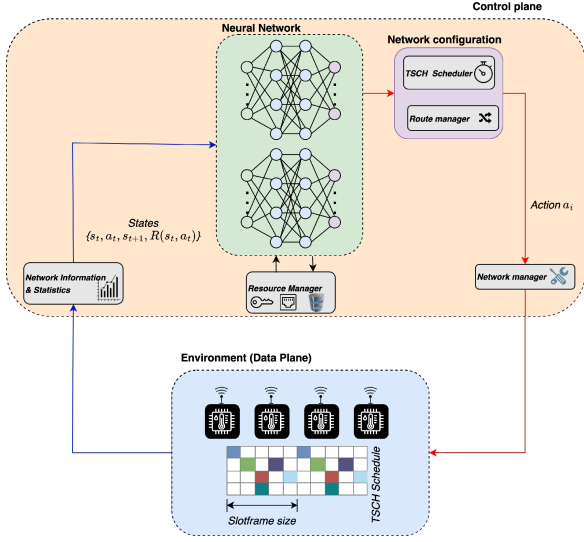 Control plane
Neural Network
Network configuration
TSCH Scheduler
Route manager
States
{s_t, a_t, s_{t+1}, R(s_t, a_t)}
Action a_i
Network Information
& Statistics
Resource Manager
Network manager
Environment (Data Plane)
TSCH Schedule
Slotframe size